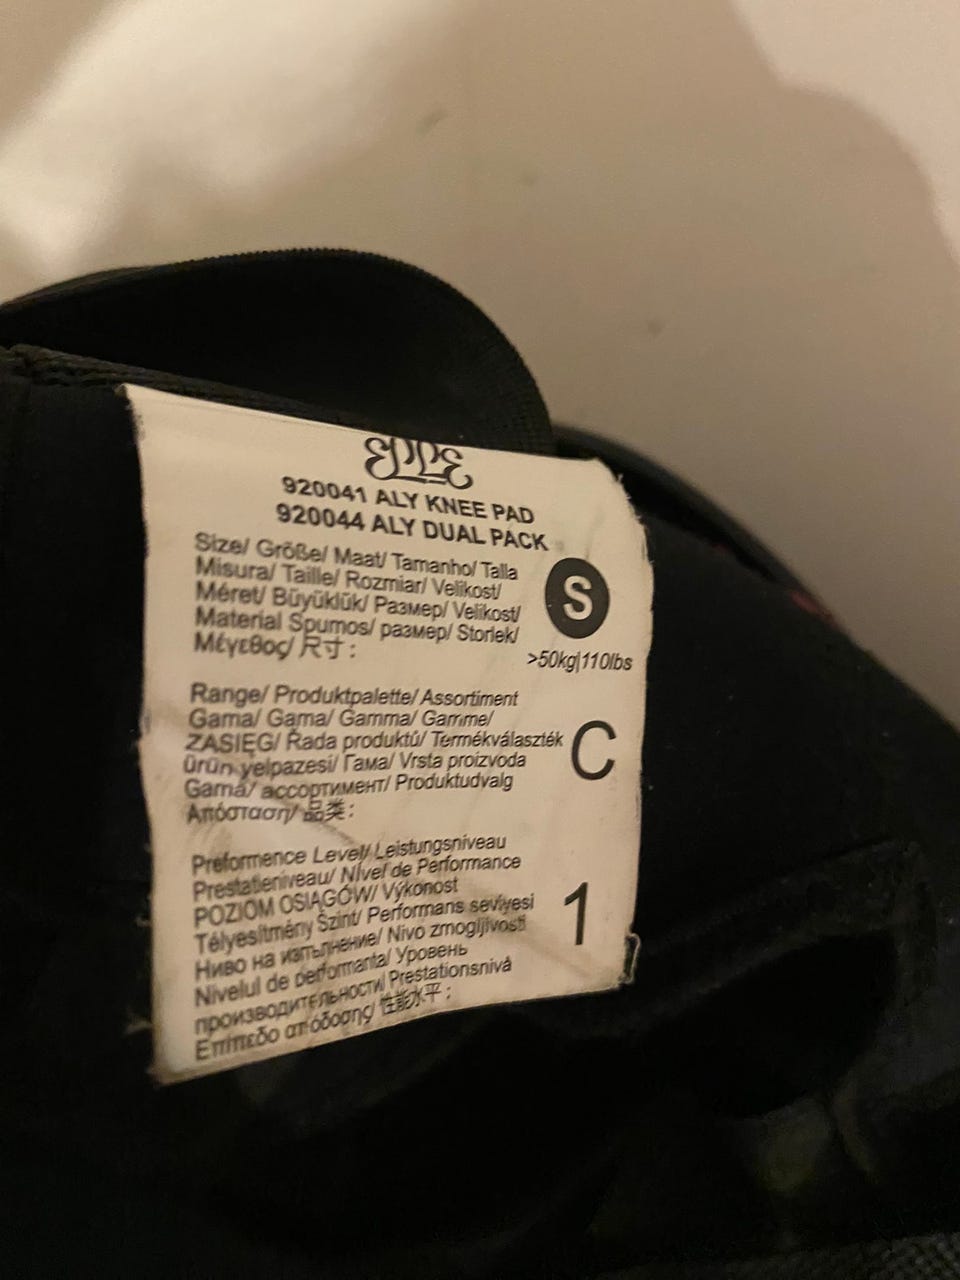 920041 ALY KNEE PAD
920044 ALY DUAL PACK
Size/ Größe/ Maat/ Tamanho/ Talla
Misura/ Taille/ Rozmiar/ Velikost/
Méret/ Büyüklük/ Размер/ Velikost/
Material Spumos/ размер/ Storlek/
Μέγεθος/ 尺寸 :
S
>50kg|110lbs
Range/ Produktpalette/ Assortiment
Gama/ Gama/ Gamma/ Gamme/
ZASIĘG/ Řada produktů/ Termékválaszték
ürün yelpazesi/ Гама/ Vrsta proizvoda
Gamă/ ассортимент/ Produktudvalg
Απόσταση/ 品类 :
C
Preformence Level/ Leistungsniveau
Prestatieniveau/ Nível de Performance
POZIOM OSIĄGÓW/ Výkonost
Télyesítmény Szint/ Performans seviyesi
Ниво на изпълнение/ Nivo zmogljivosti
Nivelul de performanta/ Уровень
производительности/ Prestationsnivå
Επίπεδο απόδοσης/ 性能水平 :
1